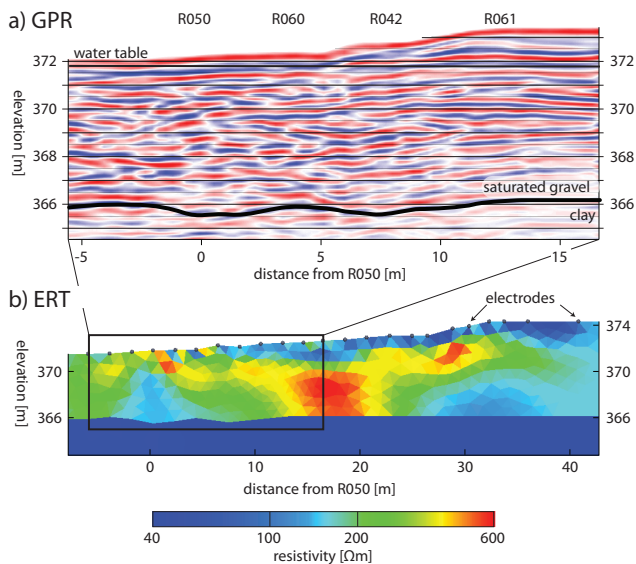 a) GPR
R050 R060 R042 R061
water table
372 372
370 370
368 368
366 366
elevation [m]
saturated gravel
clay
-5 0 5 10 15
distance from R050 [m]
b) ERT
electrodes
374
370 370
366 366
elevation [m]
0 10 20 30 40
distance from R050 [m]
40 100 200 600
resistivity [Ωm]